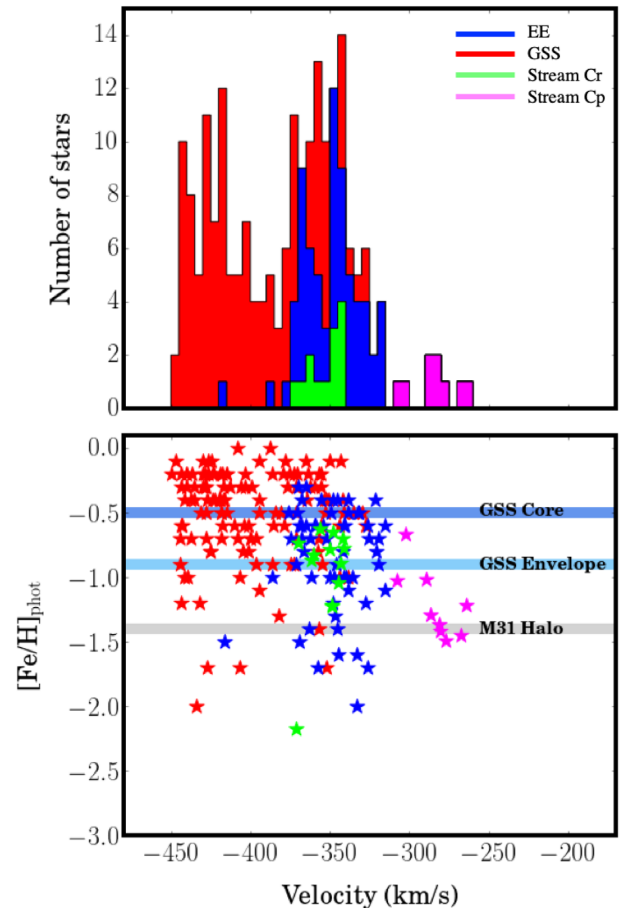 EE
GSS
Stream Cr
Stream Cp
Number of stars
14
12
10
8
6
4
2
0
[Fe/H]phot
0.0
−0.5
−1.0
−1.5
−2.0
−2.5
−3.0
GSS Core
GSS Envelope
M31 Halo
−450 −400 −350 −300 −250 −200
Velocity (km/s)